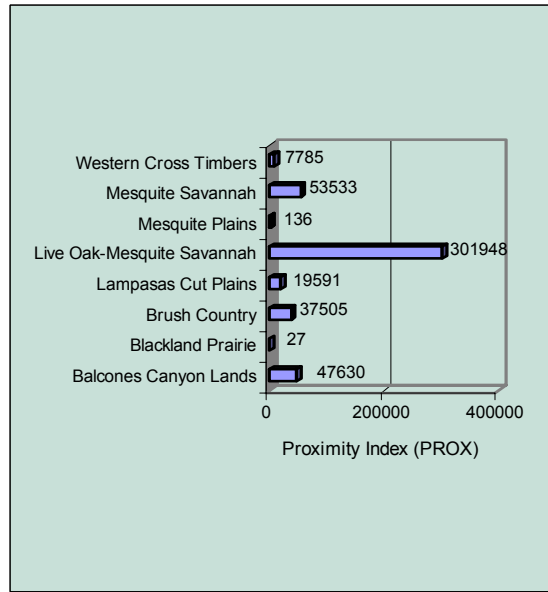 Western Cross Timbers 7785
Mesquite Savannah 53533
Mesquite Plains 136
Live Oak-Mesquite Savannah 301948
Lampasas Cut Plains 19591
Brush Country 37505
Blackland Prairie 27
Balcones Canyon Lands 47630
0 200000 400000
Proximity Index (PROX)